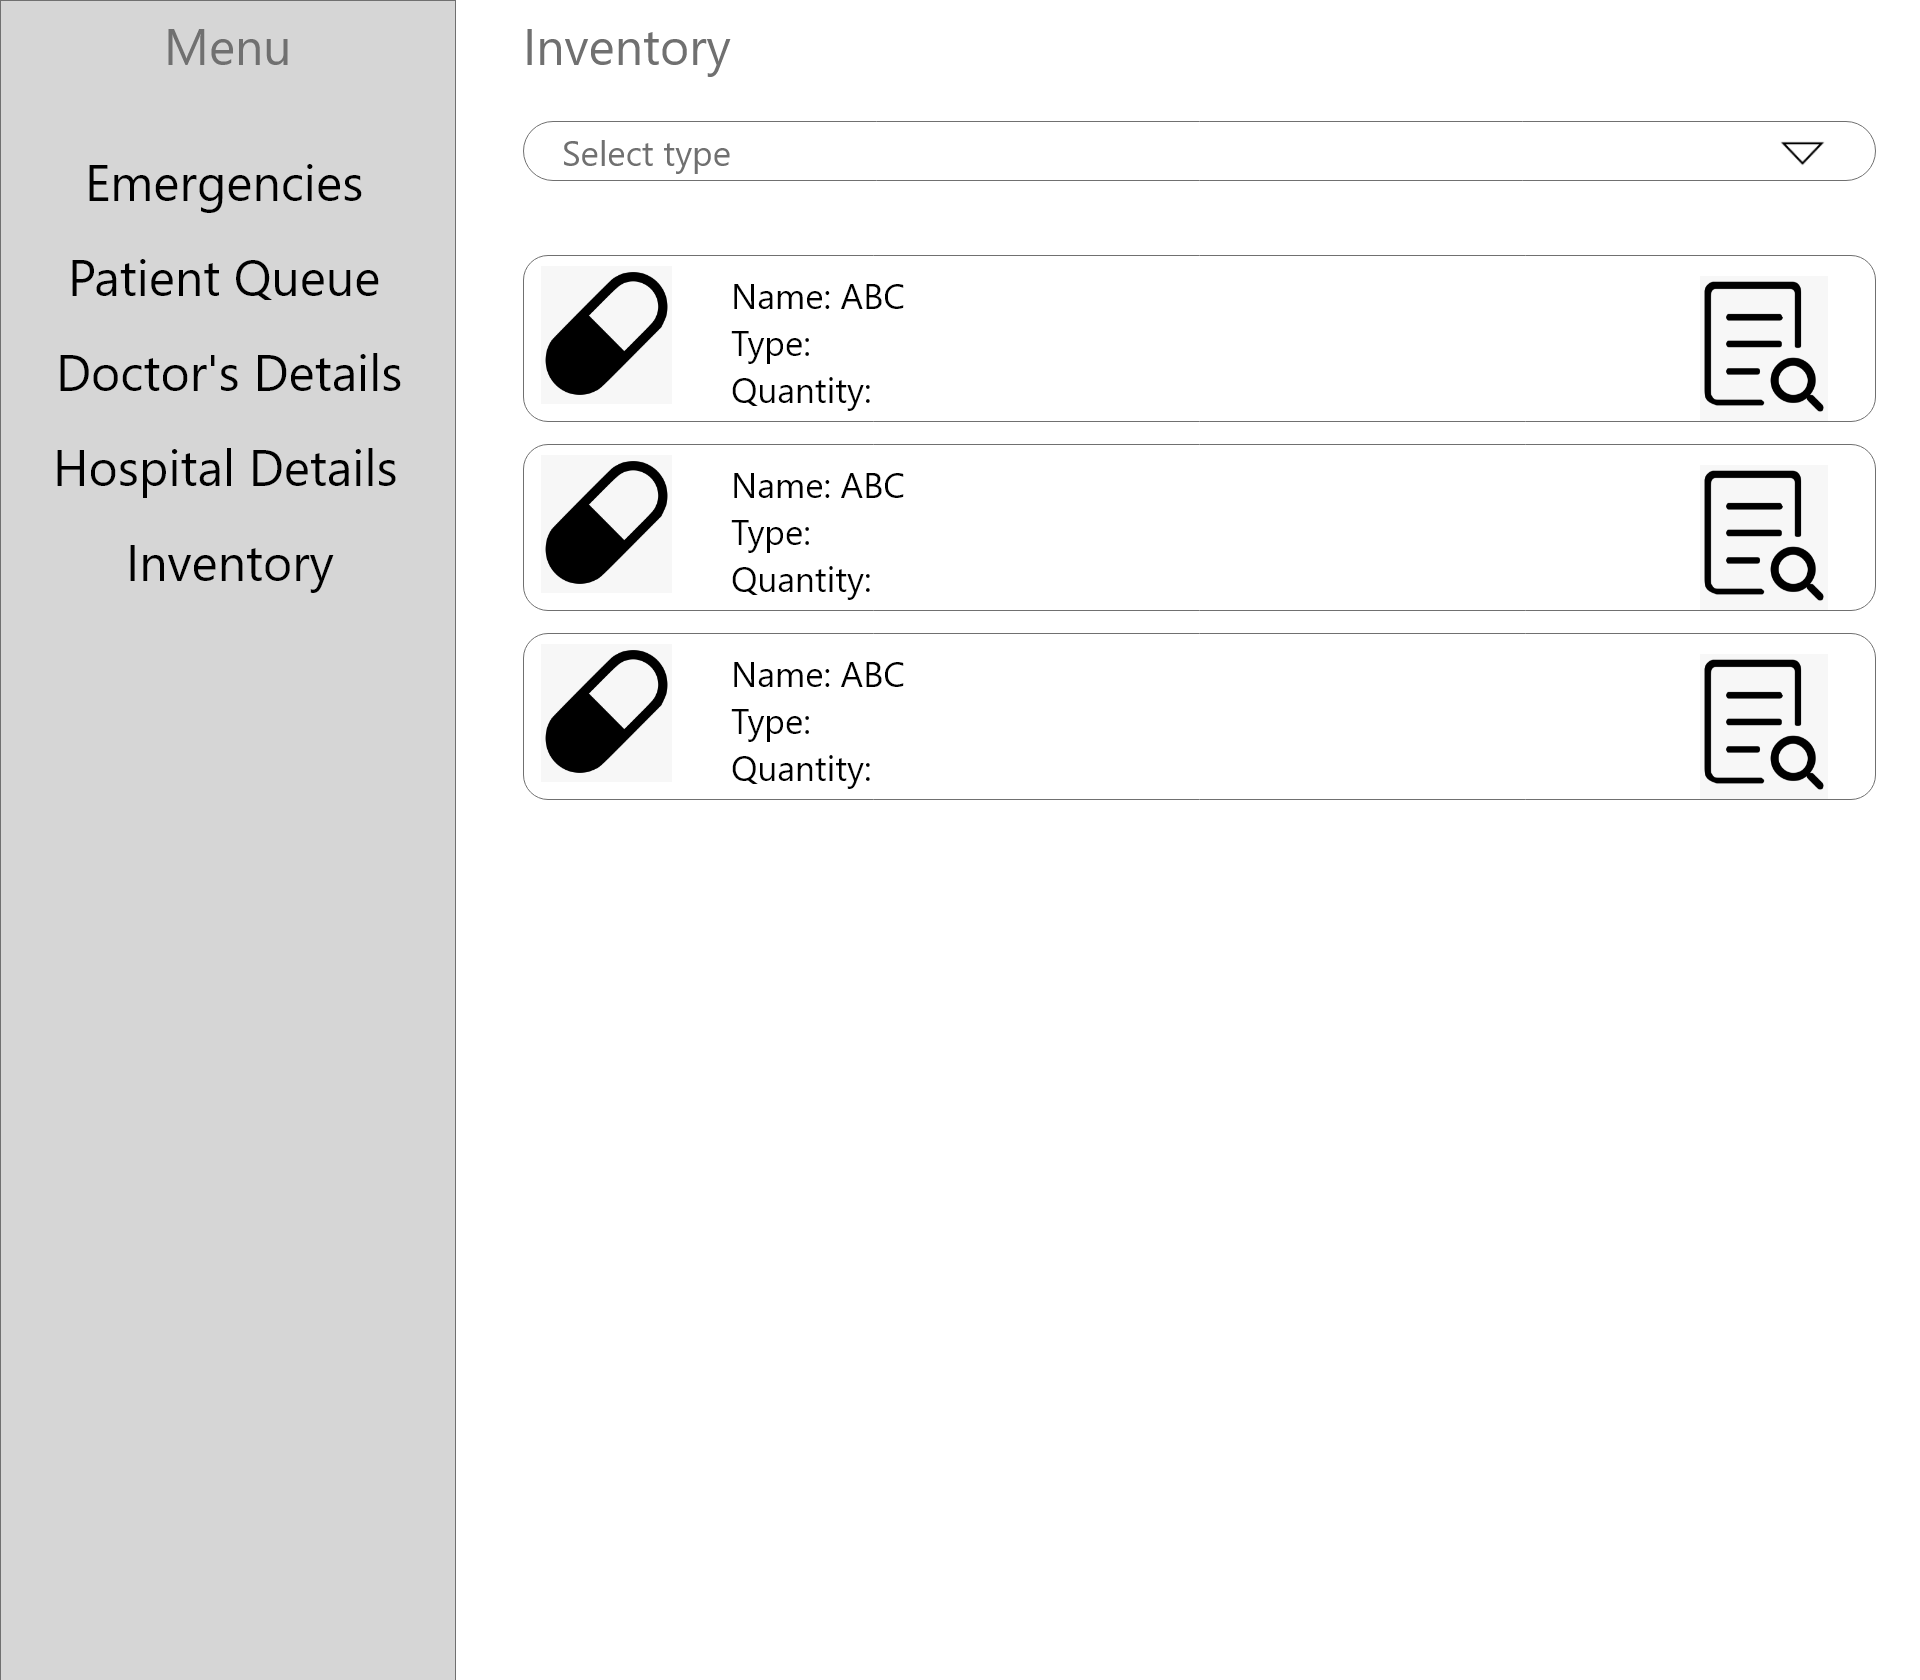 Menu
Emergencies
Patient Queue
Doctor's Details
Hospital Details
Inventory
Inventory
Select type
Name: ABC
Type:
Quantity:
Name: ABC
Type:
Quantity:
Name: ABC
Type:
Quantity: